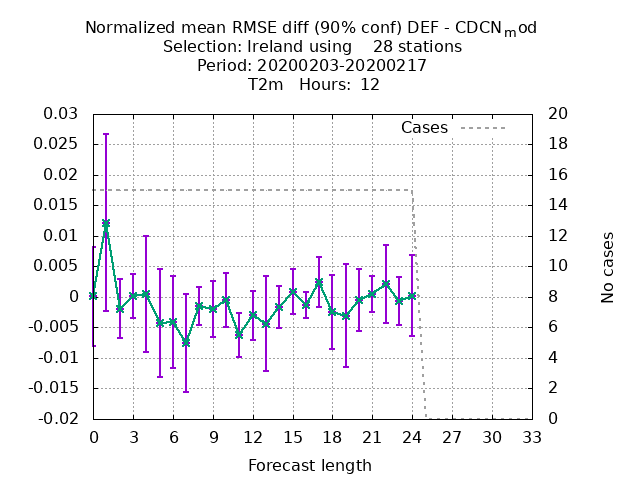 Normalized mean RMSE diff (90% conf) DEF - CDCNmod
Selection: Ireland using    28 stations
Period: 20200203-20200217
T2m   Hours:  12
0.03
0.025
0.02
0.015
0.01
0.005
0
-0.005
-0.01
-0.015
-0.02
Cases
20
18
16
14
12
10
8
6
4
2
0
No cases
0 3 6 9 12 15 18 21 24 27 30 33
Forecast length